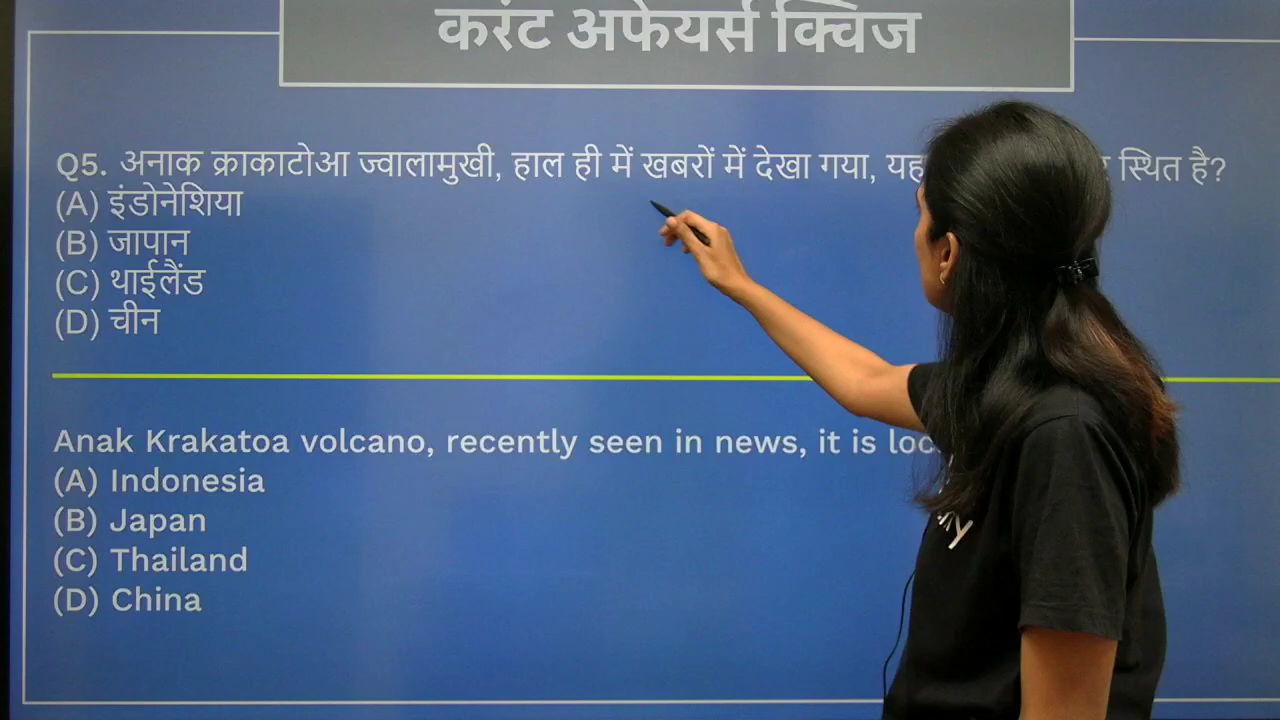 करंट अफेयर्स क्विज
Q5. अनाक क्राकाटोआ ज्वालामुखी, हाल ही में खबरों में देखा गया, यह स्थित है?
(A) इंडोनेशिया
(B) जापान
(C) थाईलैंड
(D) चीन
Anak Krakatoa volcano, recently seen in news, it is
(A) Indonesia
(B) Japan
(C) Thailand
(D) China